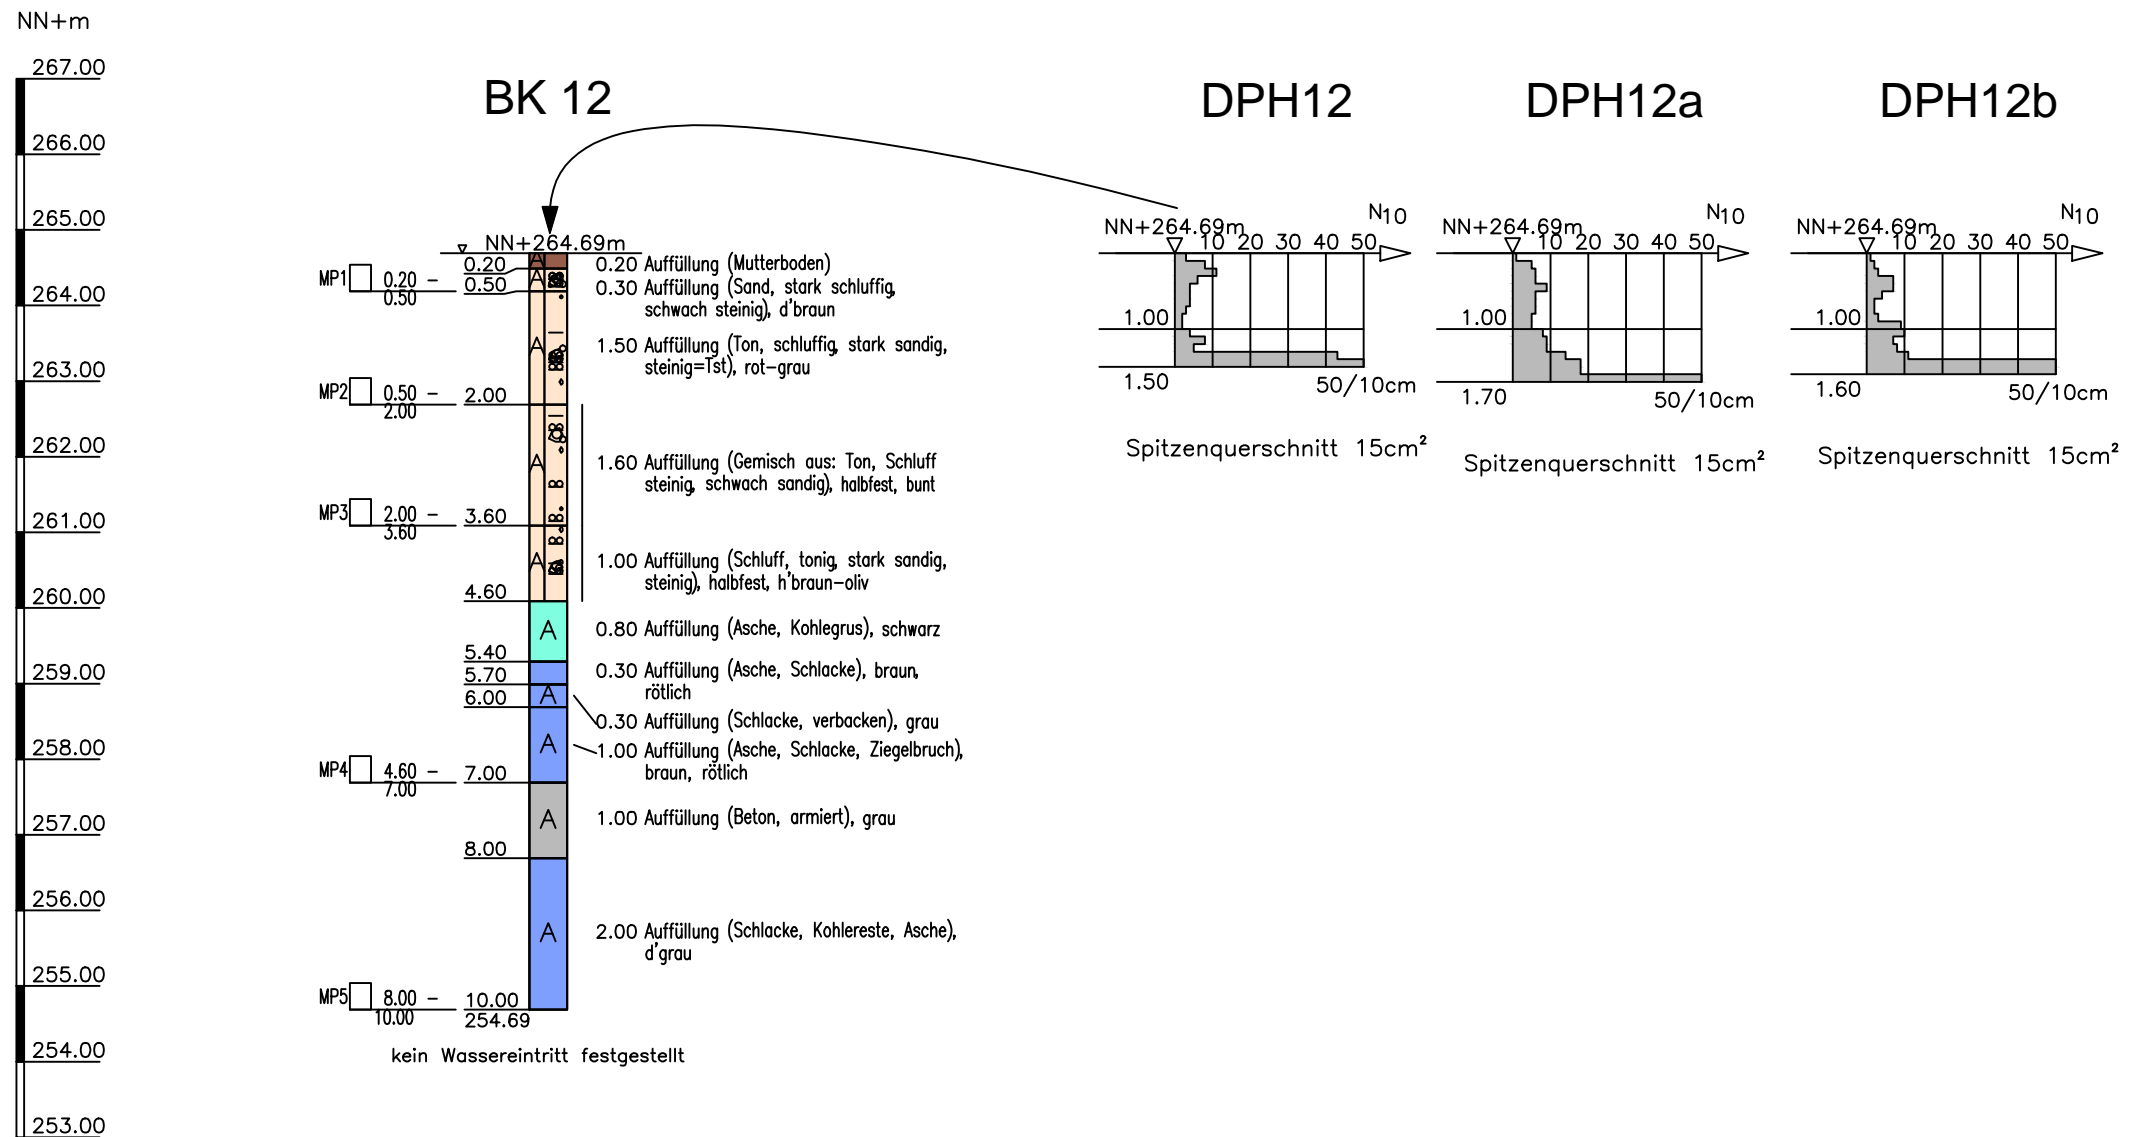 NN+m
267.00
266.00
265.00
264.00
263.00
262.00
261.00
260.00
259.00
258.00
257.00
256.00
255.00
254.00
253.00
BK 12
NN+264.69m
MP1 0.20 –
0.50
MP2 0.50 –
2.00
MP3 2.00 –
3.60
MP4 4.60 –
7.00
MP5 8.00 –
10.00
0.20
0.50
2.00
3.60
4.60
5.40
5.70
6.00
7.00
8.00
10.00
254.69
A
A
A
A
A
A
A
A
A
A
0.20 Auffüllung (Mutterboden)
0.30 Auffüllung (Sand, stark schluffig,
schwach steinig), d'braun
1.50 Auffüllung (Ton, schluffig, stark sandig,
steinig=Tst), rot-grau
1.60 Auffüllung (Gemisch aus: Ton, Schluff
steinig, schwach sandig), halbfest, bunt
1.00 Auffüllung (Schluff, tonig, stark sandig,
steinig), halbfest, h'braun-oliv
0.80 Auffüllung (Asche, Kohlegrus), schwarz
0.30 Auffüllung (Asche, Schlacke), braun,
rötlich
0.30 Auffüllung (Schlacke, verbacken), grau
1.00 Auffüllung (Asche, Schlacke, Ziegelbruch),
braun, rötlich
1.00 Auffüllung (Beton, armiert), grau
2.00 Auffüllung (Schlacke, Kohlereste, Asche),
d'grau
kein Wassereintritt festgestellt
DPH12
N10
NN+264.69m
10 20 30 40 50
1.00
1.50
50/10cm
Spitzenquerschnitt 15cm²
DPH12a
N10
NN+264.69m
10 20 30 40 50
1.00
1.70
50/10cm
Spitzenquerschnitt 15cm²
DPH12b
N10
NN+264.69m
10 20 30 40 50
1.00
1.60
50/10cm
Spitzenquerschnitt 15cm²